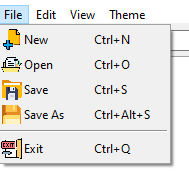 File Edit View Theme
New Ctrl+N
Open Ctrl+O
Save Ctrl+S
Save As Ctrl+Alt+S
Exit Ctrl+Q